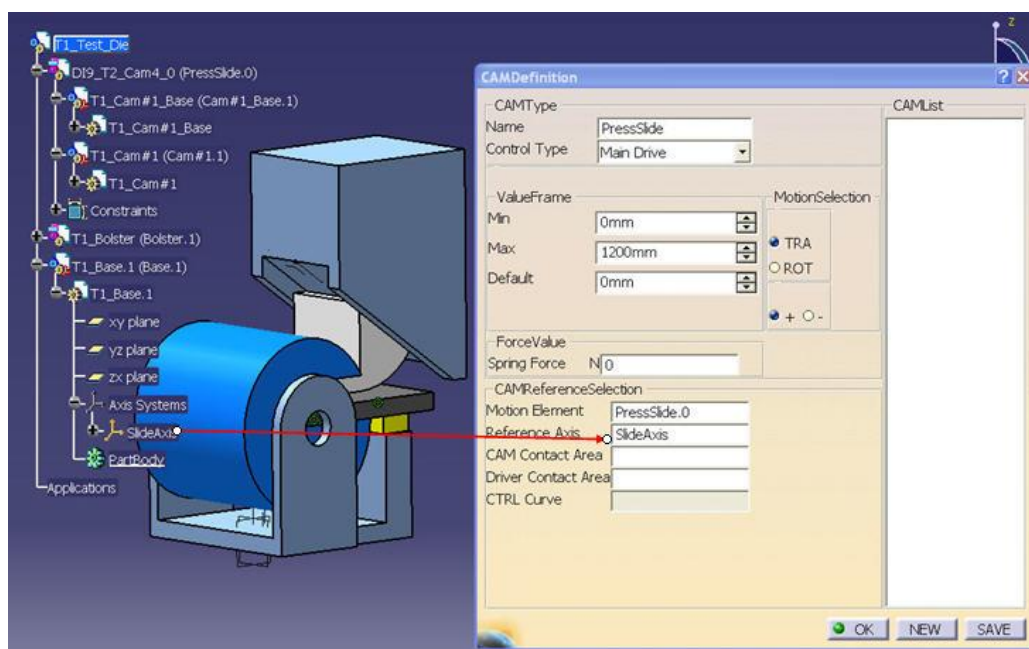 Z
T1_Test_Die
DI9_T2_Cam4_0 (PressSlide.0)
T1_Cam#1_Base (Cam#1_Base.1)
T1_Cam#1_Base
T1_Cam#1 (Cam#1.1)
T1_Cam#1
Constraints
T1_Bolster (Bolster.1)
T1_Base.1 (Base.1)
T1_Base.1
xy plane
yz plane
zx plane
Axis Systems
SlideAxis
PartBody
Applications
CAMDefinition
CAMType
Name PressSlide
Control Type Main Drive
ValueFrame
Min 0mm
Max 1200mm
Default 0mm
MotionSelection
TRA
ROT
+ -
ForceValue
Spring Force N 0
CAMReferenceSelection
Motion Element PressSlide.0
Reference Axis SlideAxis
CAM Contact Area
Driver Contact Area
CTRL Curve
CAMList
OK NEW SAVE